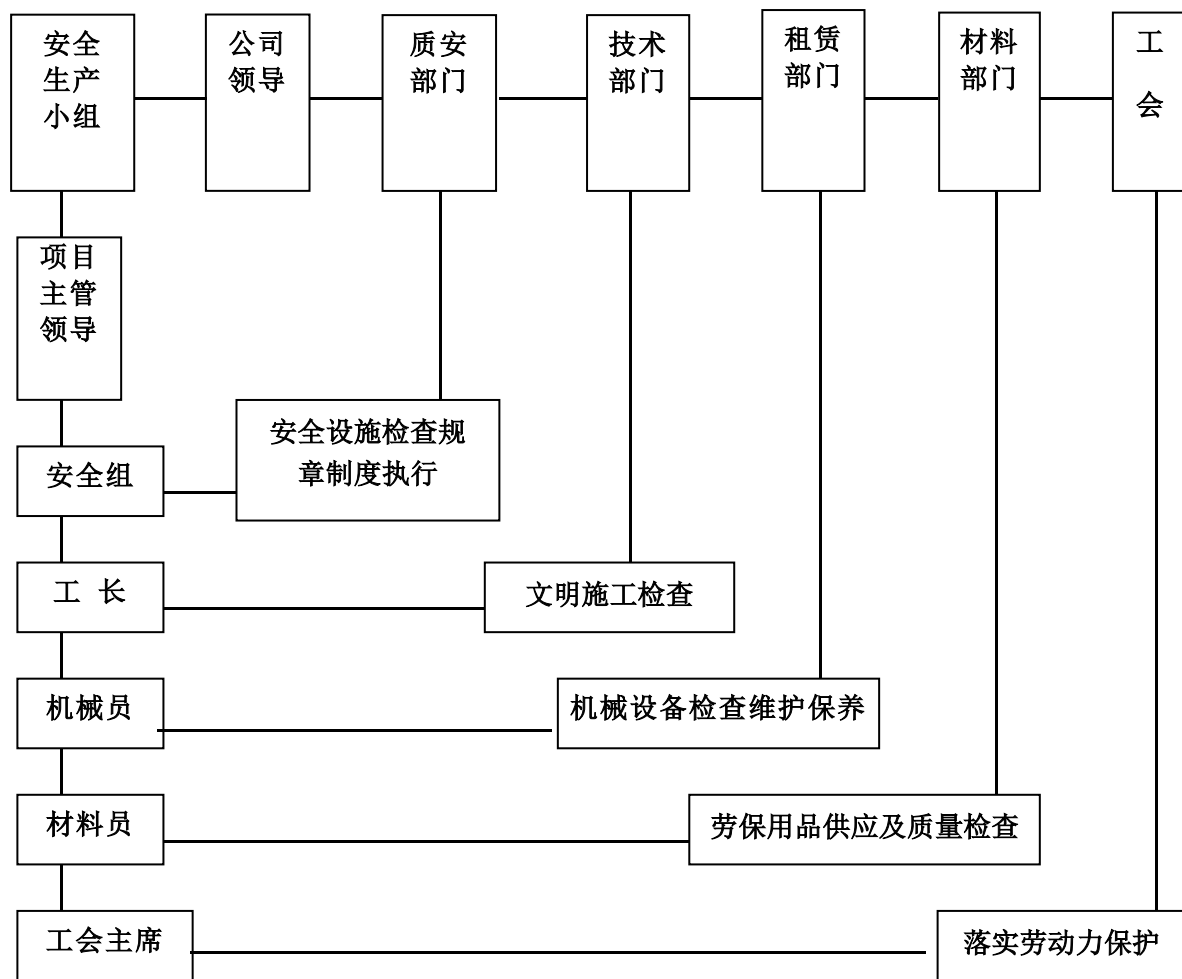 安全
生产
小组
公司
领导
质安
部门
技术
部门
租赁
部门
材料
部门
工
会
项目
主管
领导
安全设施检查规
章制度执行
安全组
工 长
文明施工检查
机械员
机械设备检查维护保养
材料员
劳保用品供应及质量检查
工会主席
落实劳动力保护